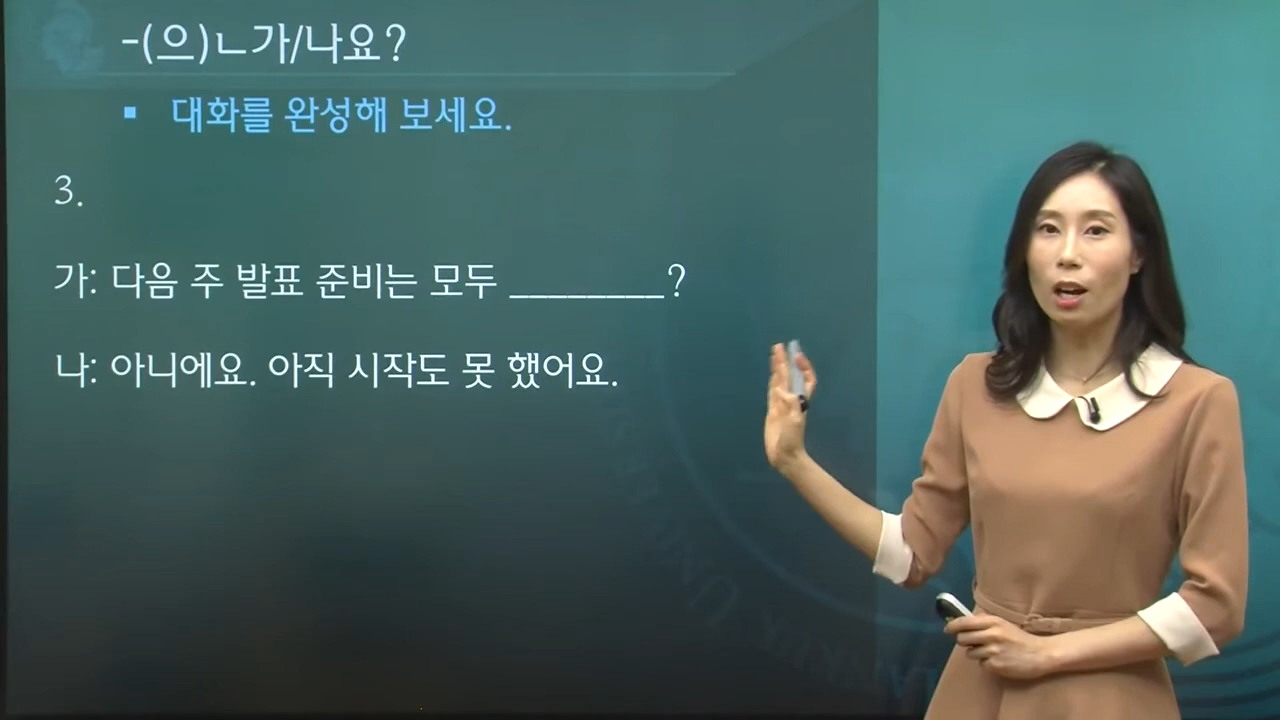 -(으)ㄴ가/나요?
▪ 대화를 완성해 보세요.
3.
가: 다음 주 발표 준비는 모두 ________?
나: 아니에요. 아직 시작도 못 했어요.